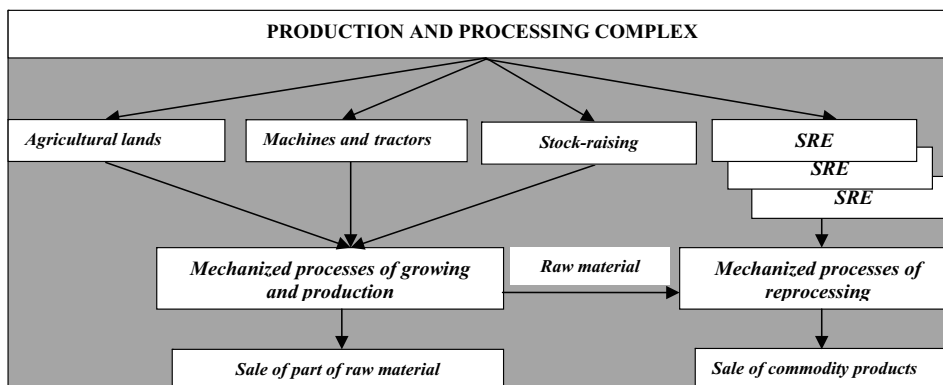 PRODUCTION AND PROCESSING COMPLEX
Agricultural lands
Machines and tractors
Stock-raising
SRE
SRE
SRE
Mechanized processes of growing
and production
Raw material
Mechanized processes of
reprocessing
Sale of part of raw material
Sale of commodity products